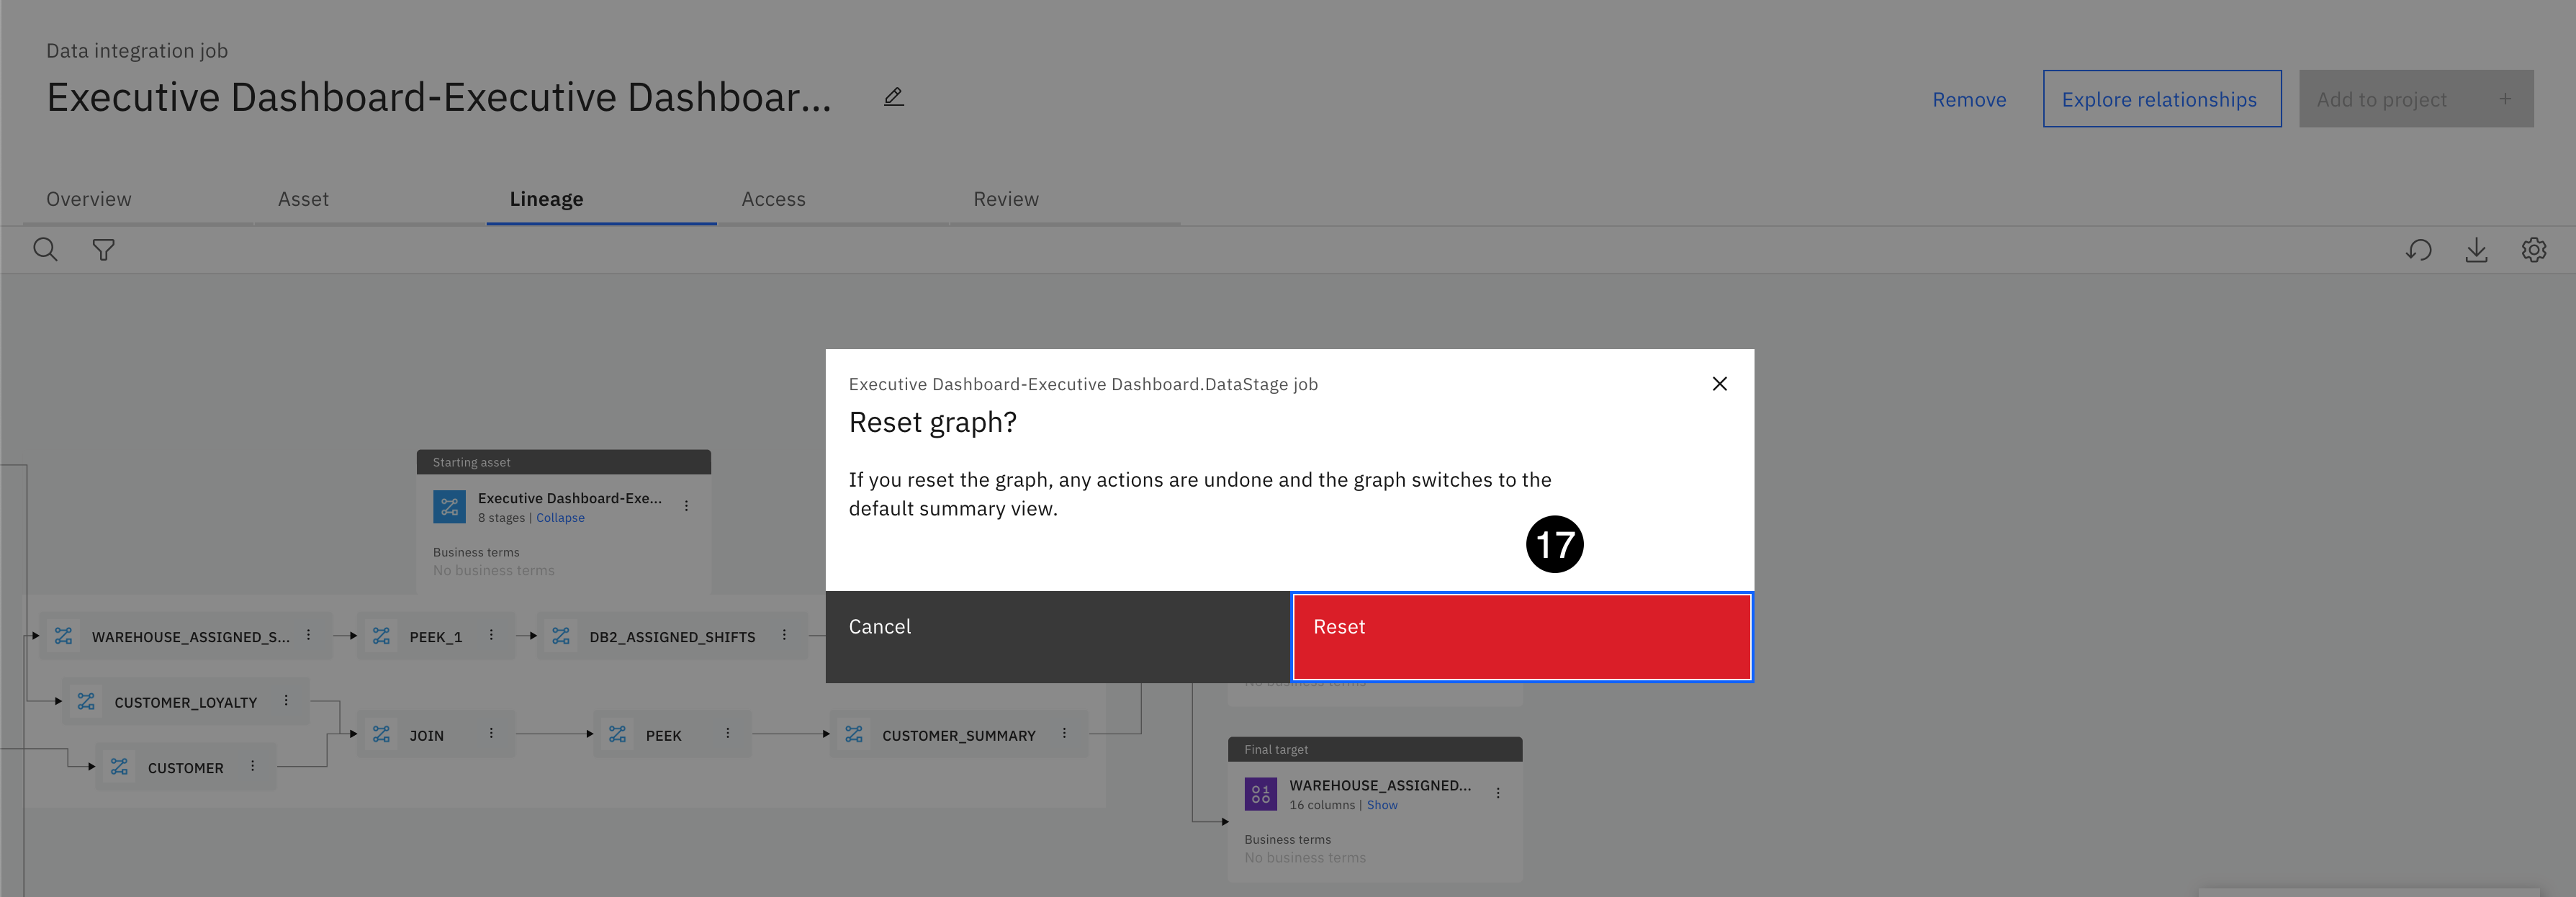 Data integration job
Executive Dashboard-Executive Dashboar...
Remove
Explore relationships
Add to project +
Overview
Asset
Lineage
Access
Review
Executive Dashboard-Executive Dashboard.DataStage job
Reset graph?
If you reset the graph, any actions are undone and the graph switches to the
default summary view.
17
Cancel
Reset
Starting asset
Executive Dashboard-Exe...
8 stages | Collapse
Business terms
No business terms
WAREHOUSE_ASSIGNED_S...
PEEK_1
DB2_ASSIGNED_SHIFTS
CUSTOMER_LOYALTY
JOIN
PEEK
CUSTOMER_SUMMARY
CUSTOMER
No business terms
Final target
WAREHOUSE_ASSIGNED...
16 columns | Show
Business terms
No business terms